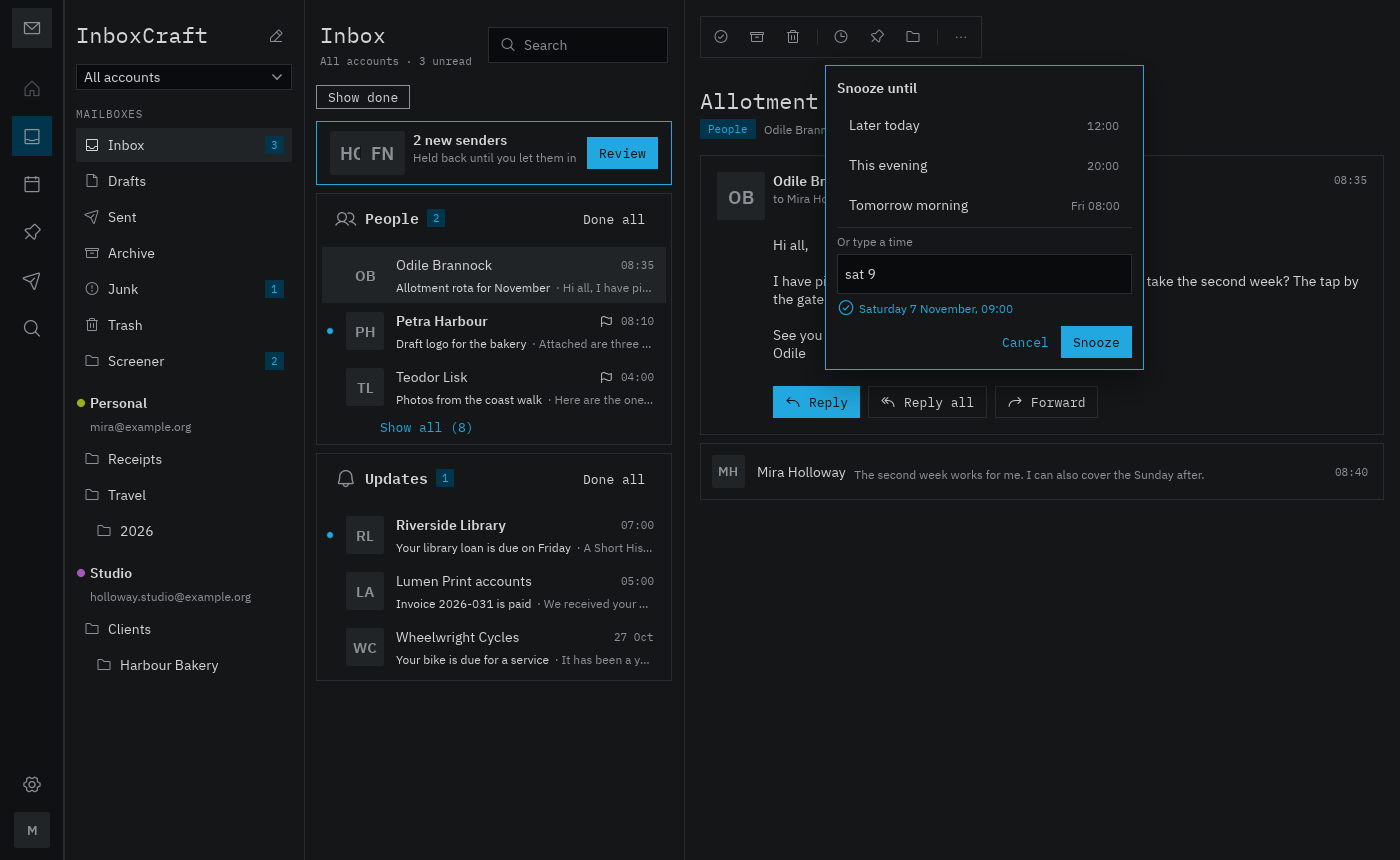 InboxCraft
All accounts
MAILBOXES
Inbox 3
Drafts
Sent
Archive
Junk 1
Trash
Screener 2
Personal
mira@example.org
Receipts
Travel
2026
Studio
holloway.studio@example.org
Clients
Harbour Bakery
M
Inbox
All accounts · 3 unread
Search
Show done
FN
2 new senders
Held back until you let them in
Review
People 2
Done all
OB
Odile Brannock 08:35
Allotment rota for November · Hi all, I have pi…
PH
Petra Harbour 08:10
Draft logo for the bakery · Attached are three …
TL
Teodor Lisk 04:00
Photos from the coast walk · Here are the one…
Show all (8)
Updates 1
Done all
RL
Riverside Library 07:00
Your library loan is due on Friday · A Short His…
LA
Lumen Print accounts 05:00
Invoice 2026-031 is paid · We received your …
WC
Wheelwright Cycles 27 Oct
Your bike is due for a service · It has been a y…
Allotment
People Odile
OB
Odile
08:35
to Mira
Hi all,
I have
take the second week? The tap by
the gate
See you
Odile
Snooze until
Later today 12:00
This evening 20:00
Tomorrow morning Fri 08:00
Or type a time
sat 9
Saturday 7 November, 09:00
Cancel
Snooze
Reply
Reply all
Forward
MH
Mira Holloway The second week works for me. I can also cover the Sunday after. 08:40